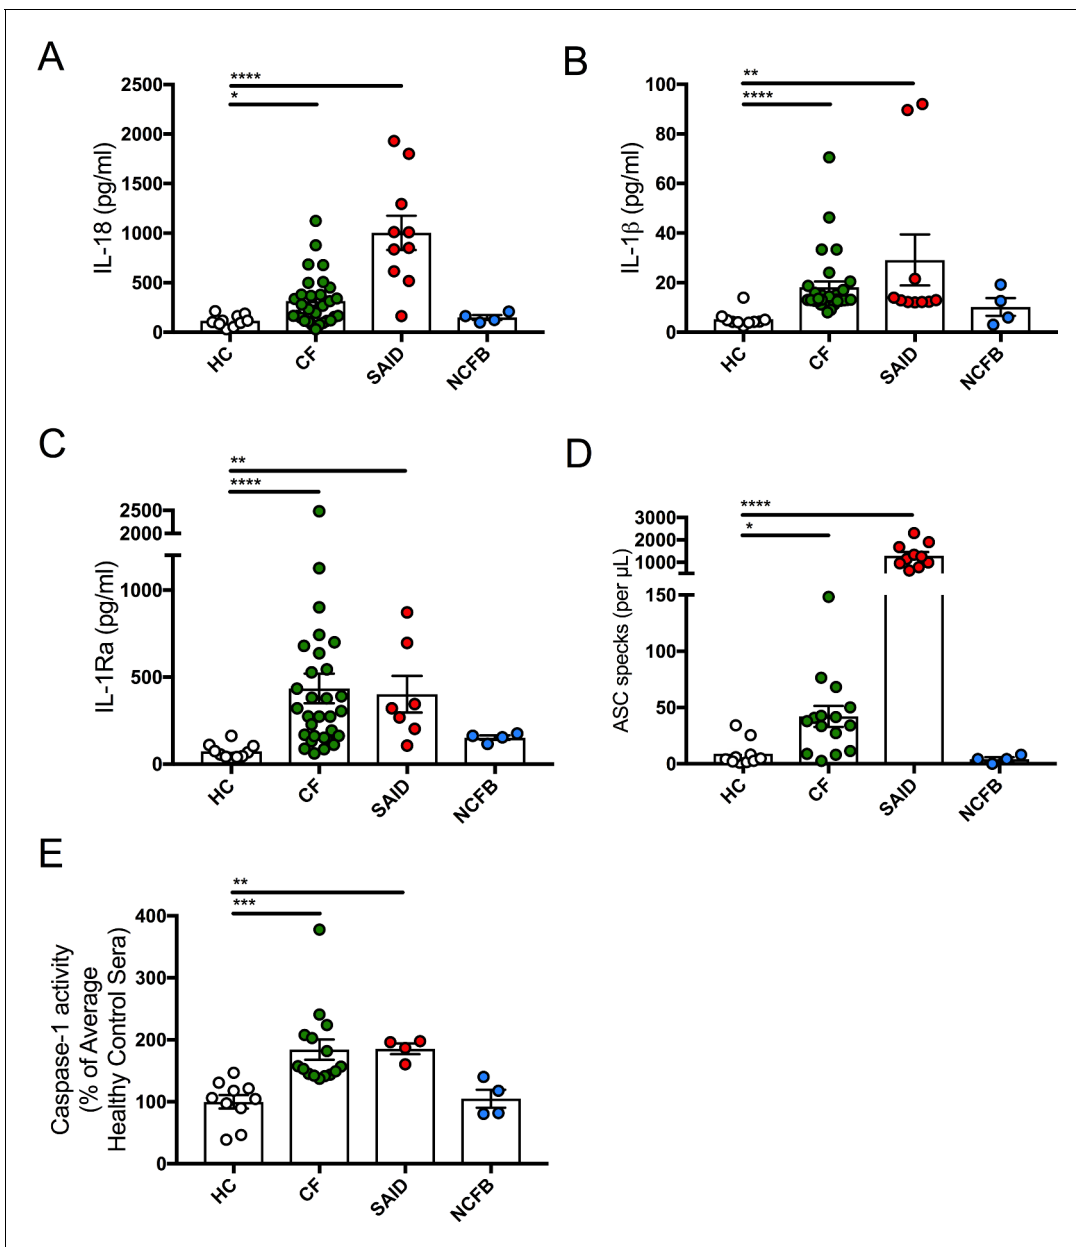 A
IL-18 (pg/ml)
2500
2000
1500
1000
500
0
****
*
HC
CF
SAID
NCFB
B
IL-1β (pg/ml)
100
80
60
40
20
0
**
****
HC
CF
SAID
NCFB
C
IL-1Ra (pg/ml)
2500
2000
1000
500
0
**
****
HC
CF
SAID
NCFB
D
ASC specks (per µL)
3000
2000
1000
150
100
50
0
****
*
HC
CF
SAID
NCFB
E
Caspase-1 activity
(% of Average
Healthy Control Sera)
400
300
200
100
0
**
***
HC
CF
SAID
NCFB